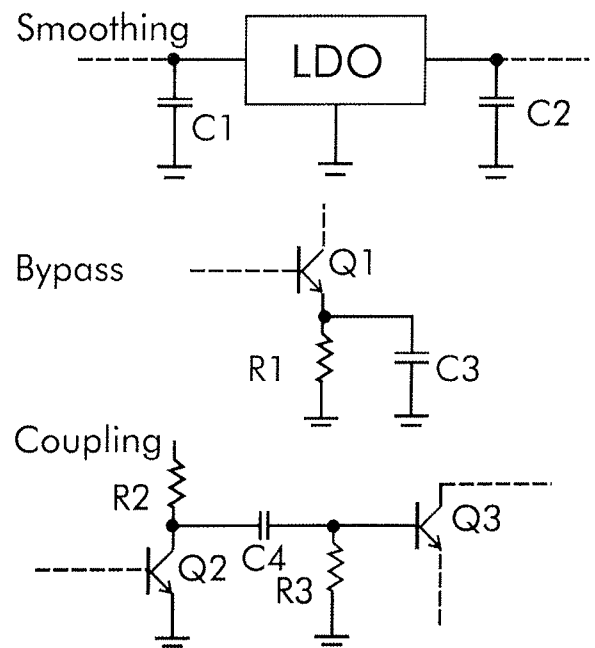 Smoothing
LDO
C1
C2
Bypass
Q1
R1
C3
Coupling
R2
Q2
C4
R3
Q3